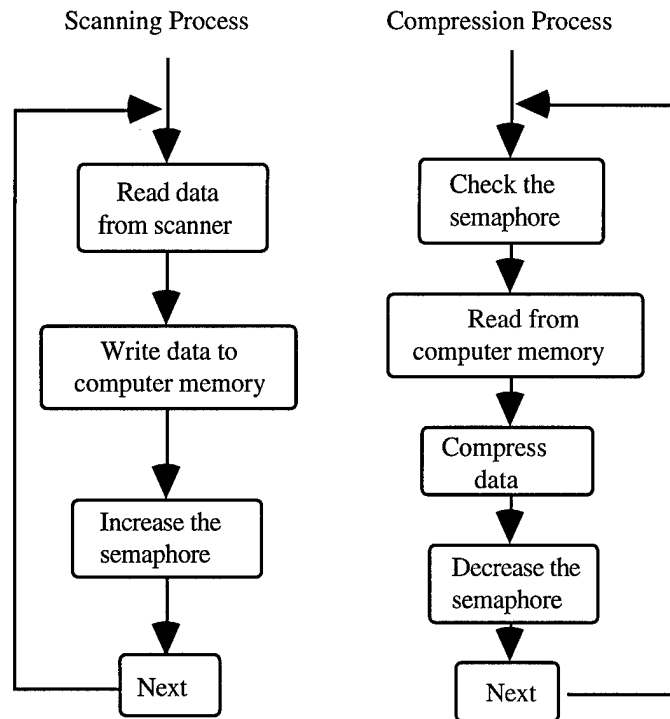 Scanning Process
Read data
from scanner
Write data to
computer memory
Increase the
semaphore
Next
Compression Process
Check the
semaphore
Read from
computer memory
Compress
data
Decrease the
semaphore
Next